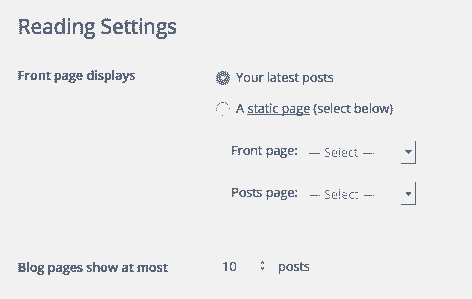 Reading Settings
Front page displays
Your latest posts
A static page (select below)
Front page: — Select —
Posts page: — Select —
Blog pages show at most 10 posts